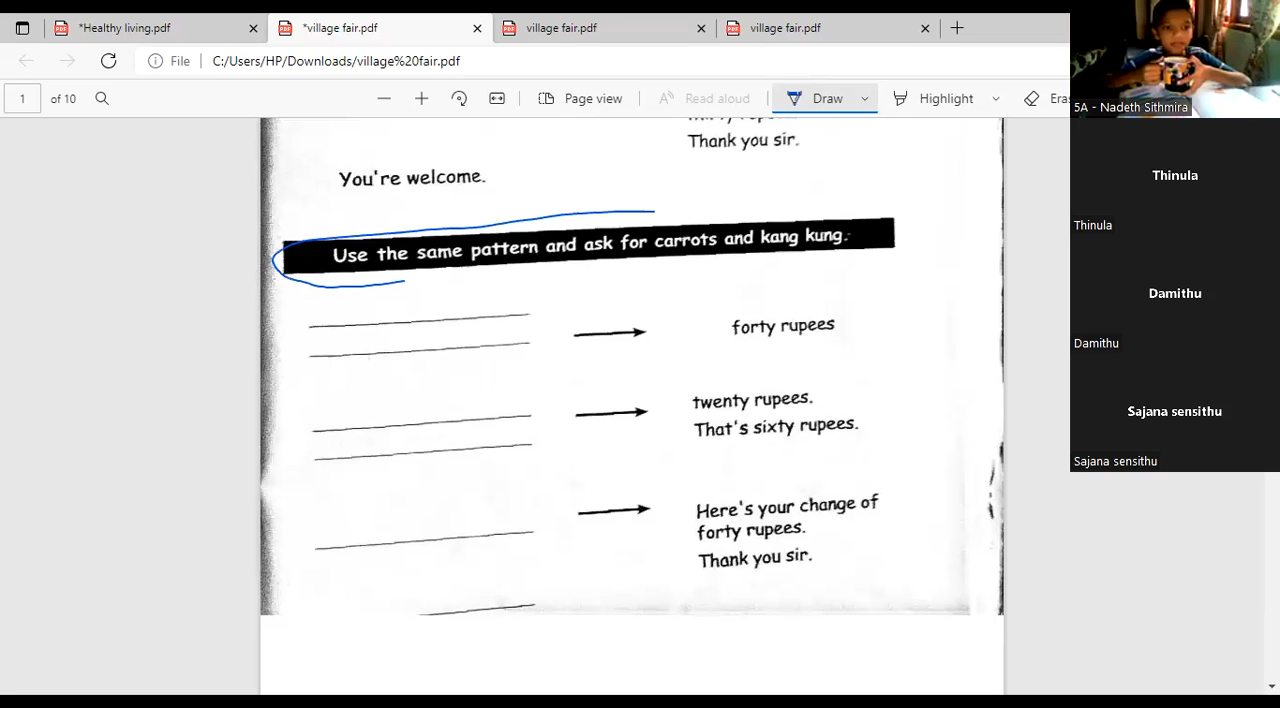 *Healthy living.pdf
*village fair.pdf
village fair.pdf
village fair.pdf
File
C:/Users/HP/Downloads/village%20fair.pdf
1 of 10
Page view
Read aloud
Draw
Highlight
Thank you sir.
You're welcome.
Use the same pattern and ask for carrots and kang kung.
forty rupees
twenty rupees.
That's sixty rupees.
Here's your change of
forty rupees.
Thank you sir.
5A - Nadeth Sithmira
Thinula
Thinula
Damithu
Damithu
Sajana sensithu
Sajana sensithu